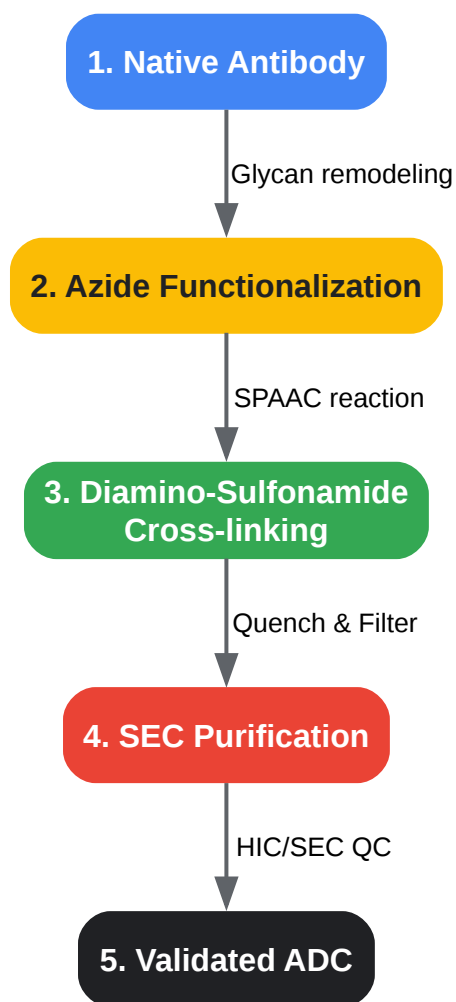 1. Native Antibody
Glycan remodeling
2. Azide Functionalization
SPAAC reaction
3. Diamino-Sulfonamide
Cross-linking
Quench & Filter
4. SEC Purification
HIC/SEC QC
5. Validated ADC